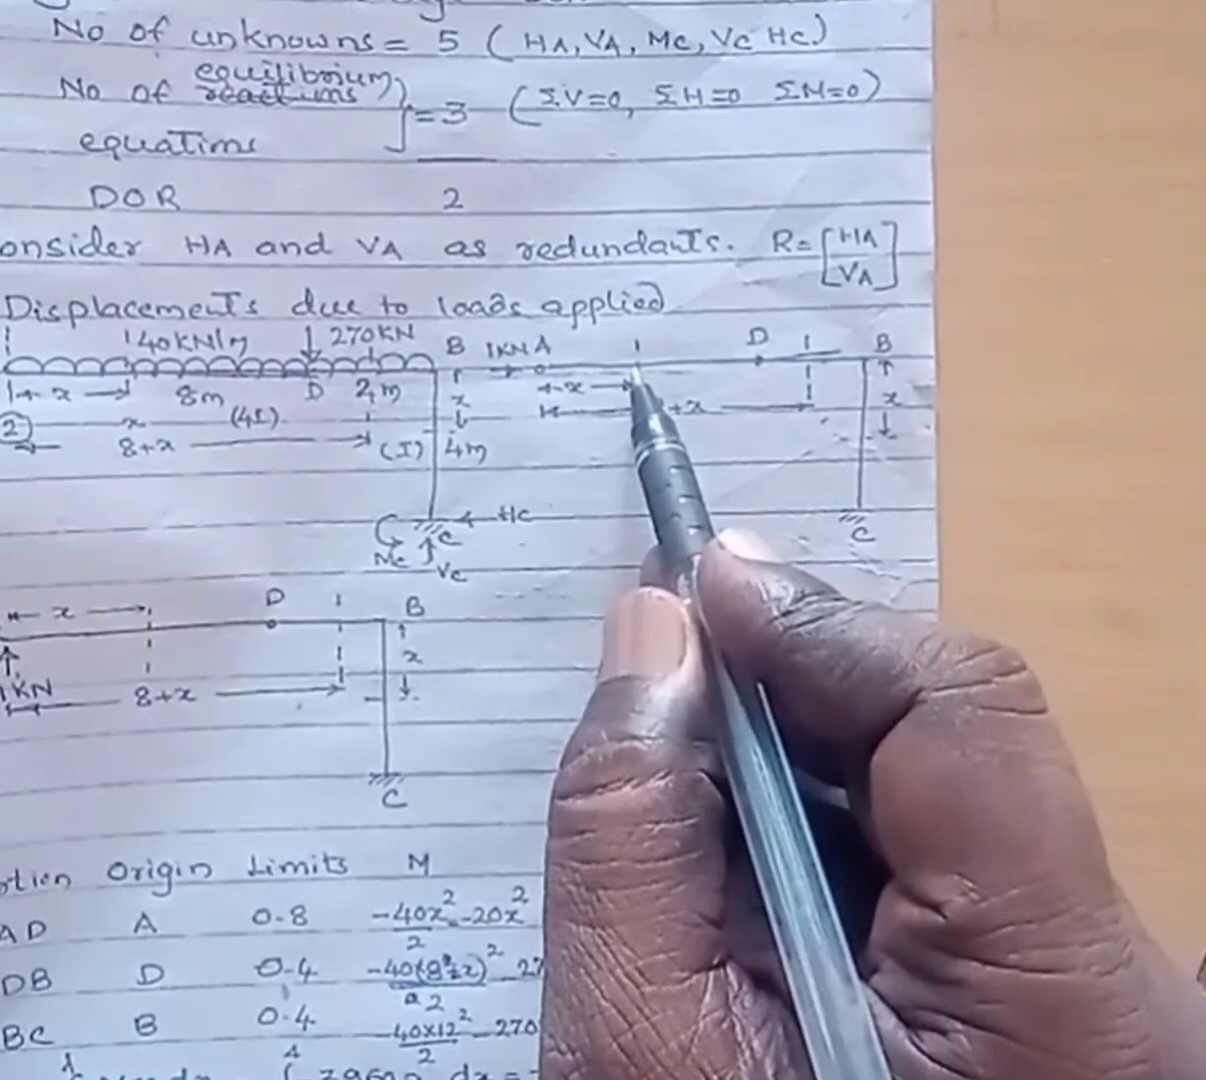 No of unknowns = 5 ( HA, VA, Mc, Vc Hc.)
equilibrium
No of reactions } = 3 ( ΣV=0, ΣH=0 ΣM=0)
equations
DOR 2
onsider HA and VA as redundants. R = [HA VA]
Displacements due to loads applied
40KN/m 270KN B 1KN A D B
x 8m D 2m x x x
2 x (4I) +x
8+x (I) 4m
Hc
Mc C Vc C
x D B
x
1KN 8+x
C
tion Origin Limits M
AD A 0-8 -40x²/2 -20x²
DB D 0-4 -40(8+x)²/2 27
BC B 0-4 40×12²/2 - 270